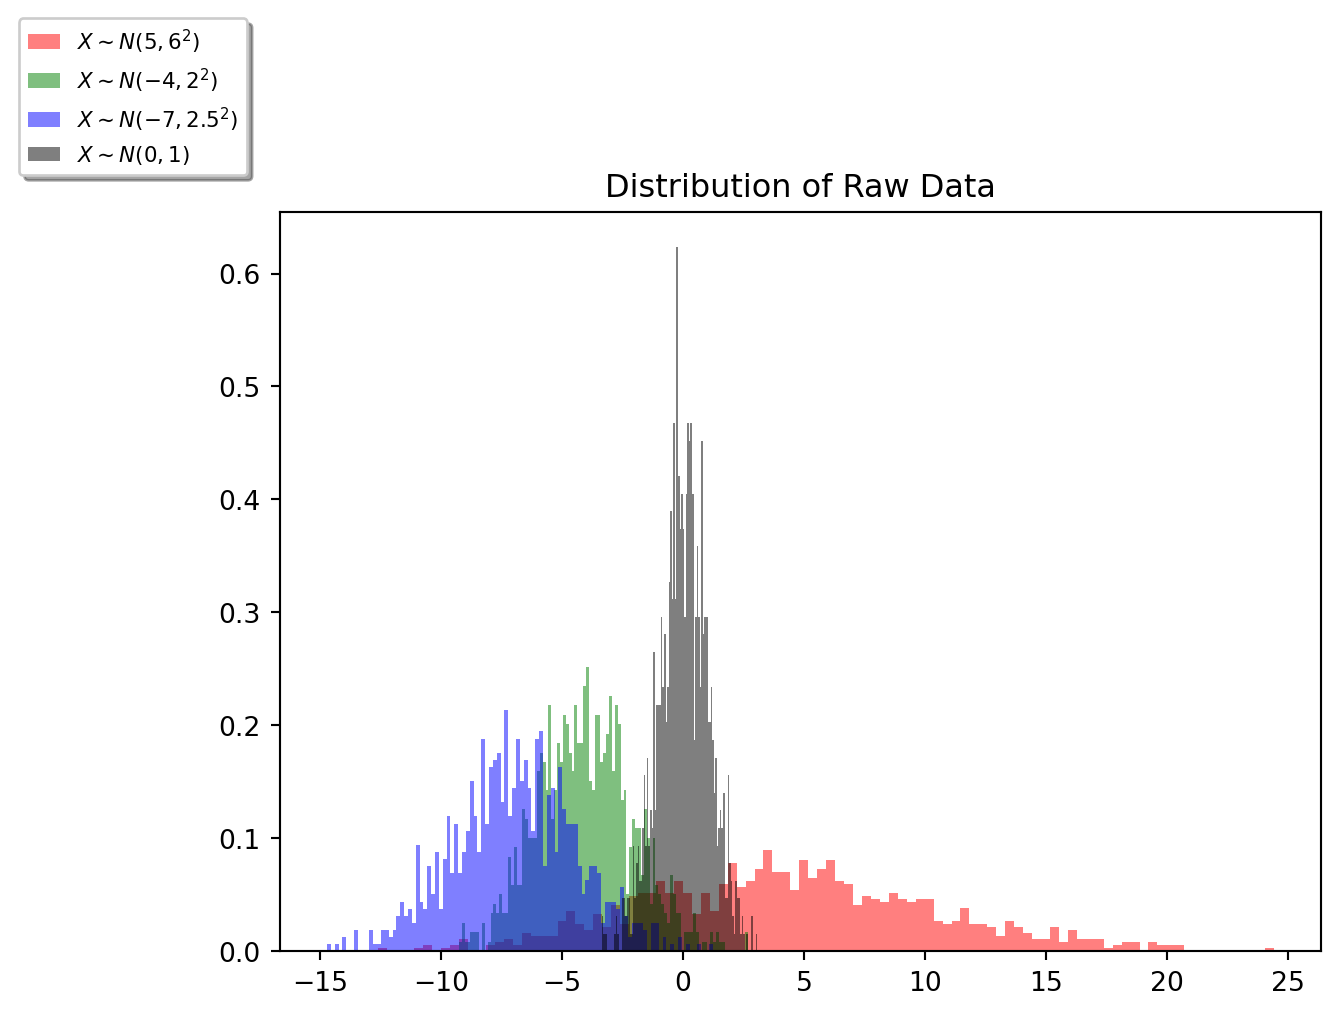 X ~ N(5, 6²)
X ~ N(−4, 2²)
X ~ N(−7, 2.5²)
X ~ N(0, 1)
Distribution of Raw Data
0.6
0.5
0.4
0.3
0.2
0.1
0.0
−15 −10 −5 0 5 10 15 20 25